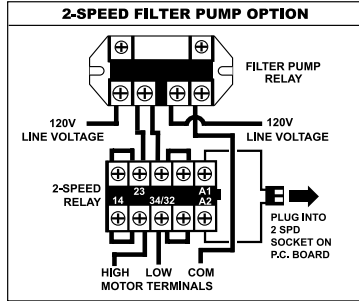 2-SPEED FILTER PUMP OPTION
FILTER PUMP
RELAY
120V
LINE VOLTAGE
120V
LINE VOLTAGE
2-SPEED
RELAY
23
A1
14
34/32
A2
PLUG INTO
2 SPD
SOCKET ON
P.C. BOARD
HIGH LOW COM
MOTOR TERMINALS